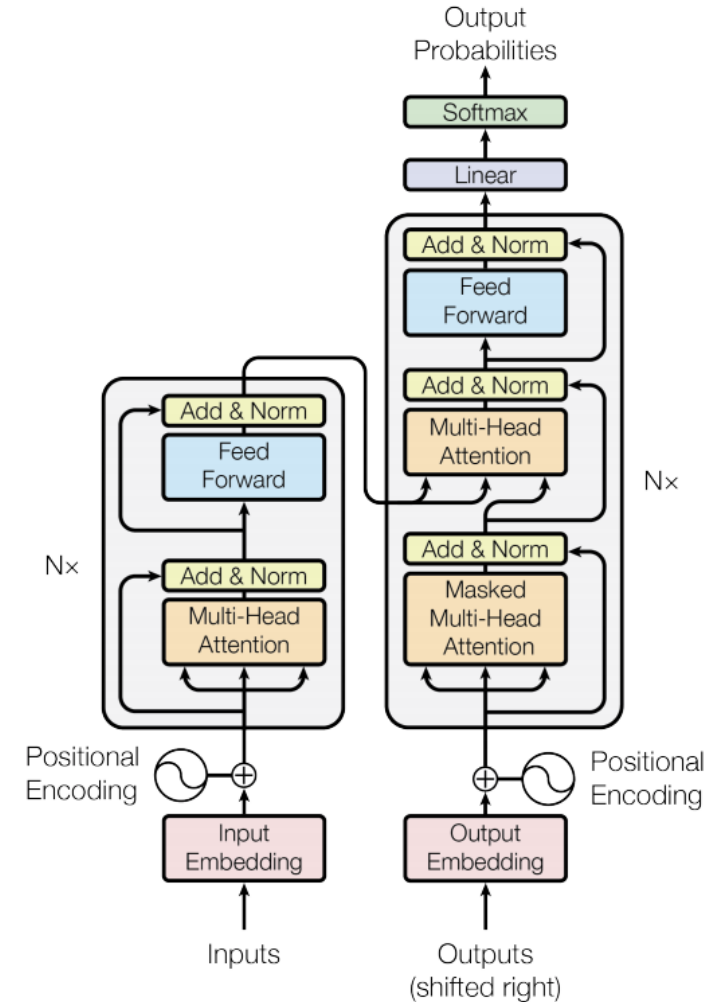 Output
Probabilities
Softmax
Linear
Add & Norm
Feed
Forward
Add & Norm
Multi-Head
Attention
Add & Norm
Masked
Multi-Head
Attention
Nx
Add & Norm
Feed
Forward
Add & Norm
Multi-Head
Attention
Nx
Positional
Encoding
Positional
Encoding
Input
Embedding
Output
Embedding
Inputs
Outputs
(shifted right)